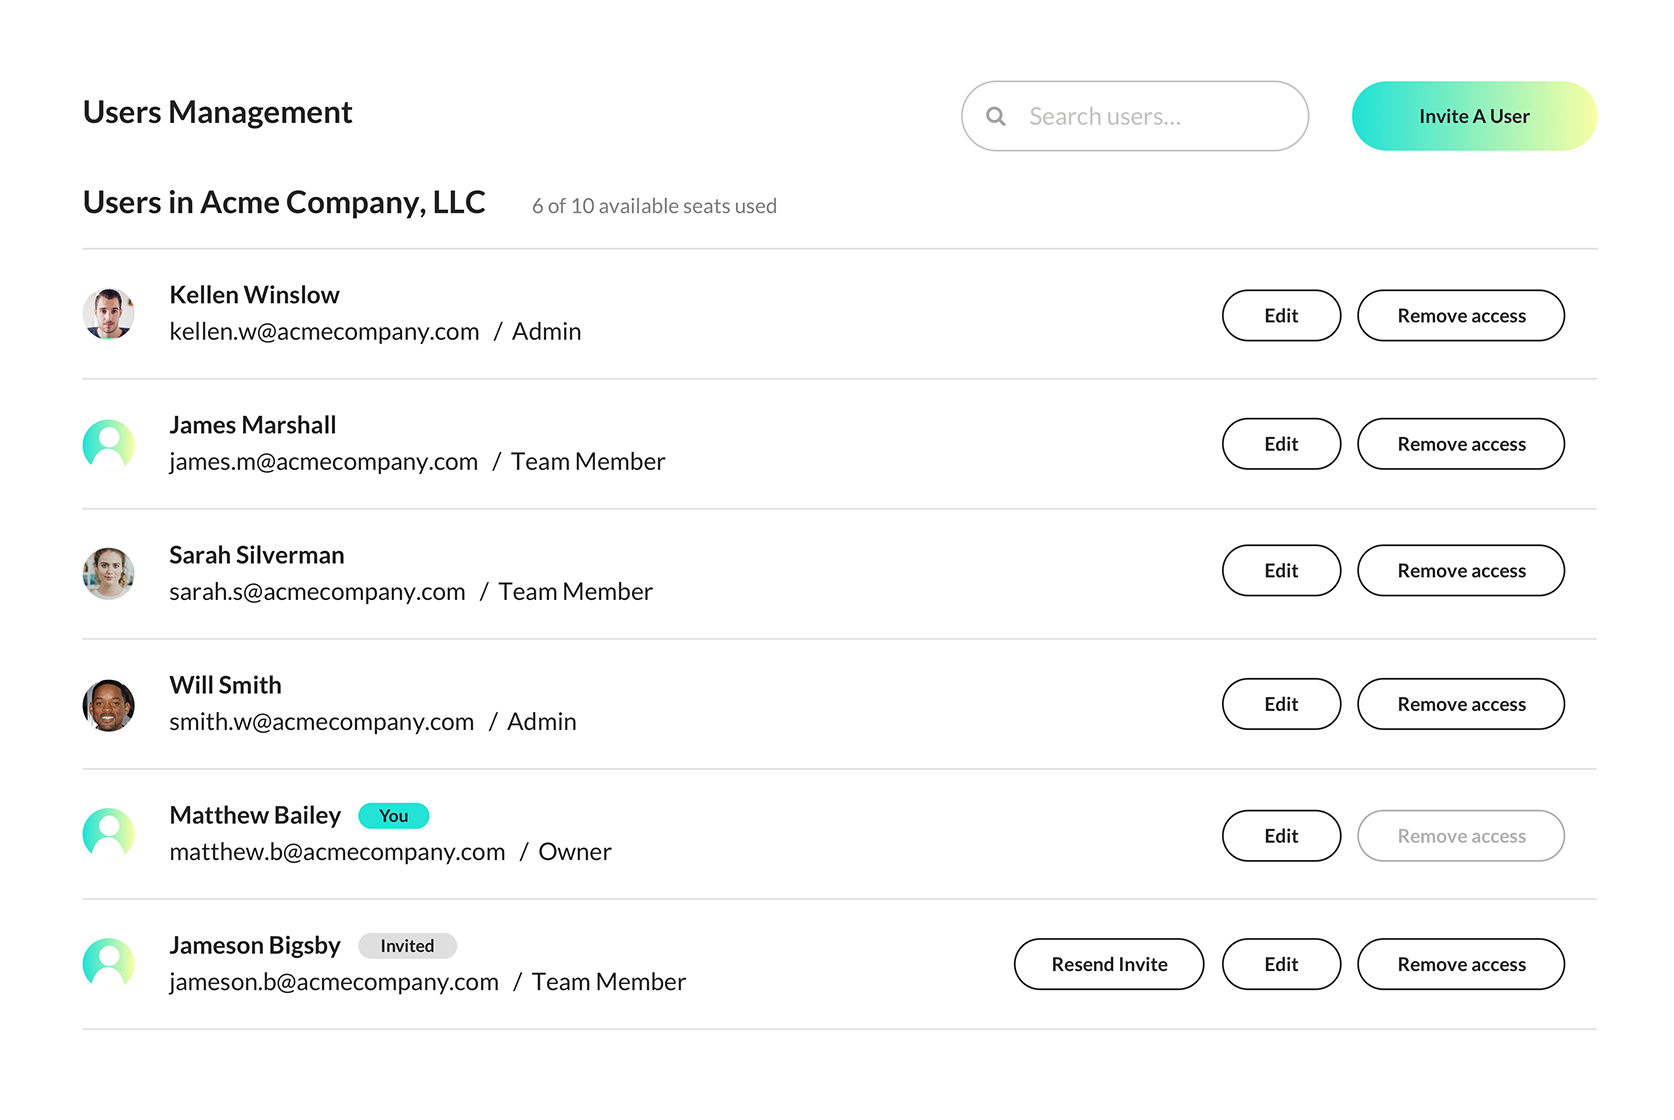 Users Management
Search users...
Invite A User
Users in Acme Company, LLC
6 of 10 available seats used
Kellen Winslow
kellen.w@acmecompany.com / Admin
Edit
Remove access
James Marshall
james.m@acmecompany.com / Team Member
Edit
Remove access
Sarah Silverman
sarah.s@acmecompany.com / Team Member
Edit
Remove access
Will Smith
smith.w@acmecompany.com / Admin
Edit
Remove access
Matthew Bailey
You
matthew.b@acmecompany.com / Owner
Edit
Remove access
Jameson Bigsby
Invited
jameson.b@acmecompany.com / Team Member
Resend Invite
Edit
Remove access